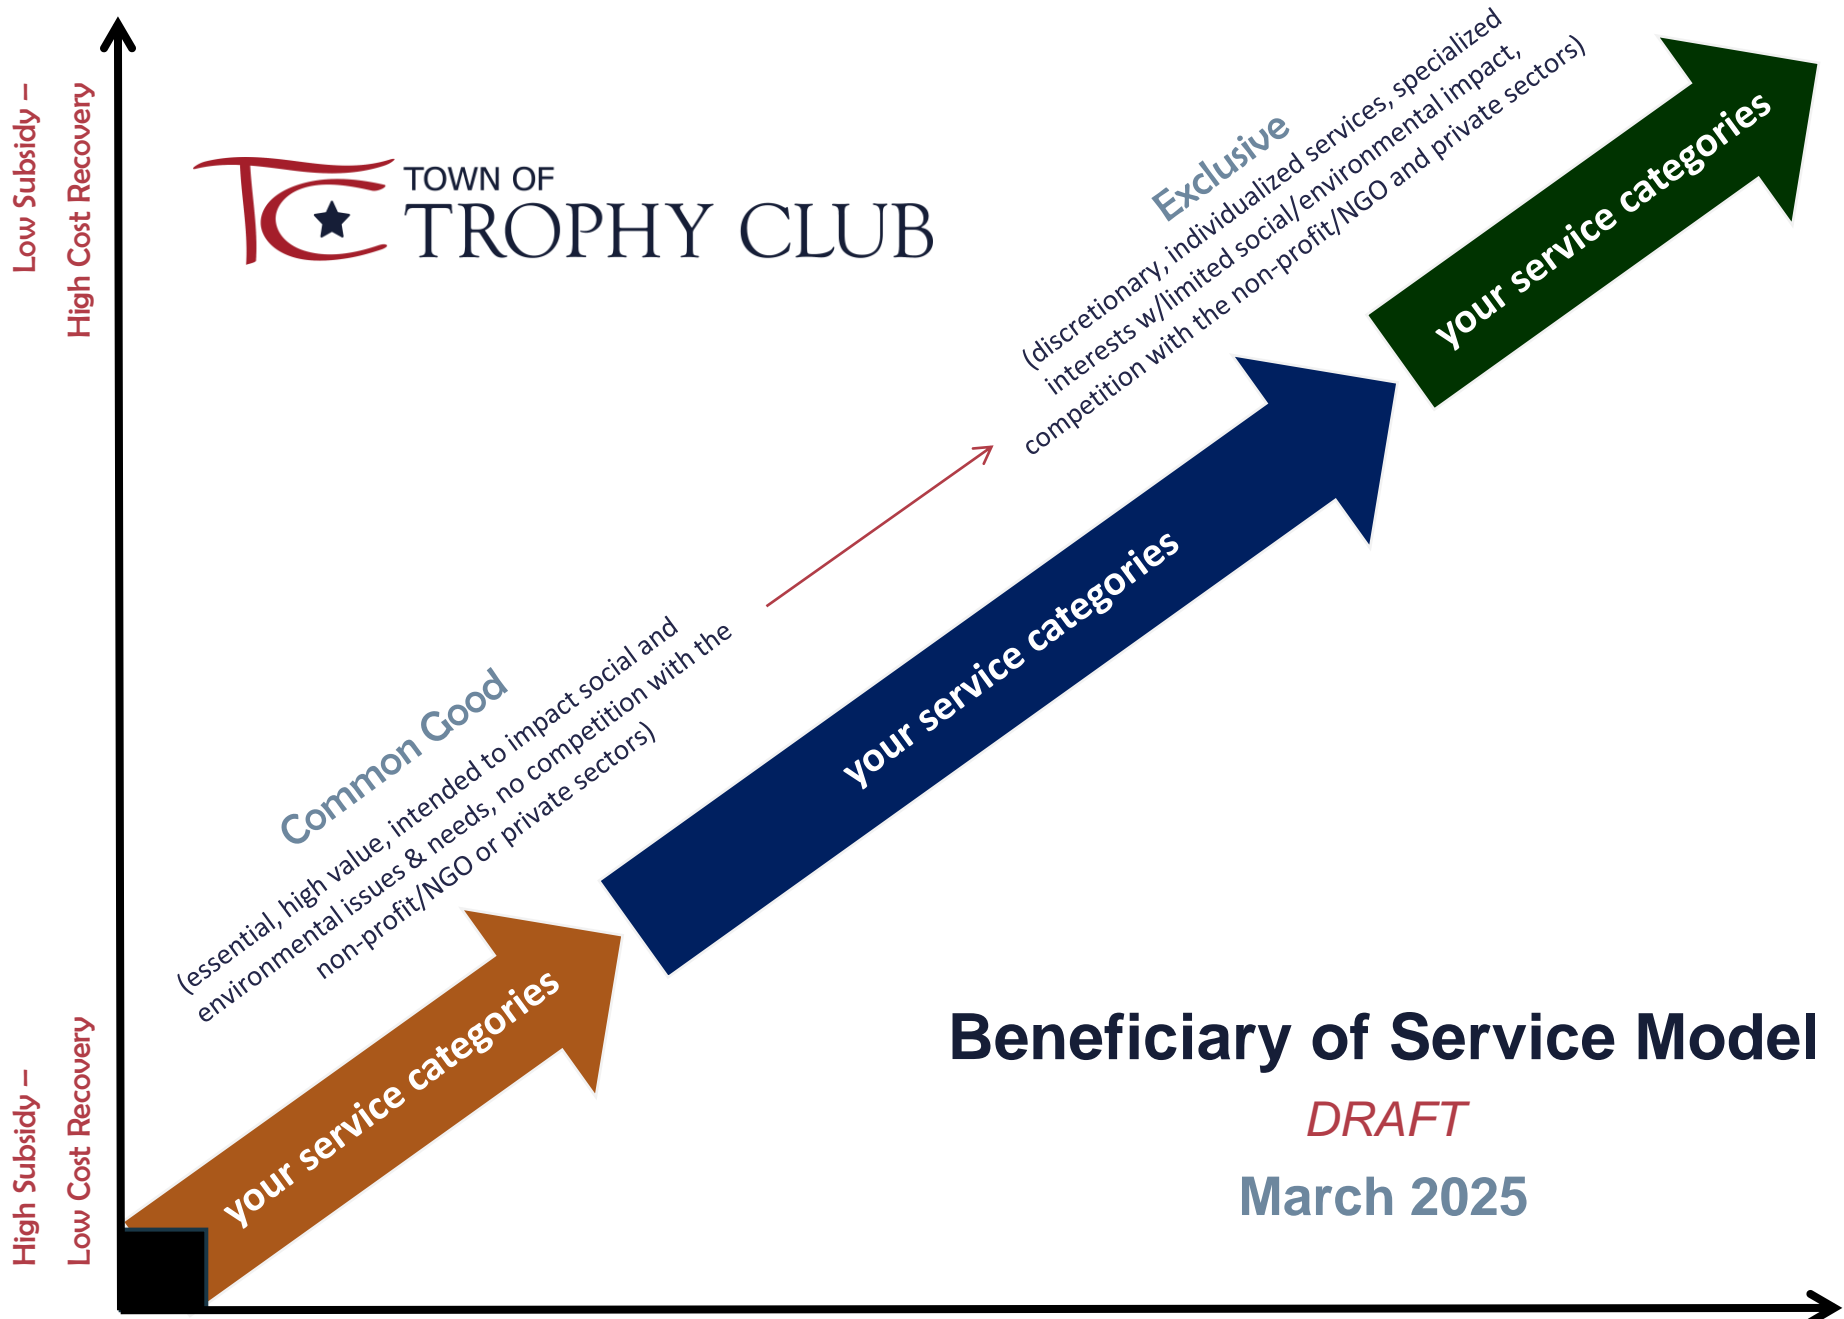 Low Subsidy –
High Cost Recovery
TOWN OF
TROPHY CLUB
Exclusive
(discretionary, individualized services, specialized
interests w/limited social/environmental impact,
competition with the non-profit/NGO and private sectors)
your service categories
your service categories
Common Good
(essential, high value, intended to impact social and
environmental issues & needs, no competition with the
non-profit/NGO or private sectors)
your service categories
High Subsidy –
Low Cost Recovery
Beneficiary of Service Model
DRAFT
March 2025